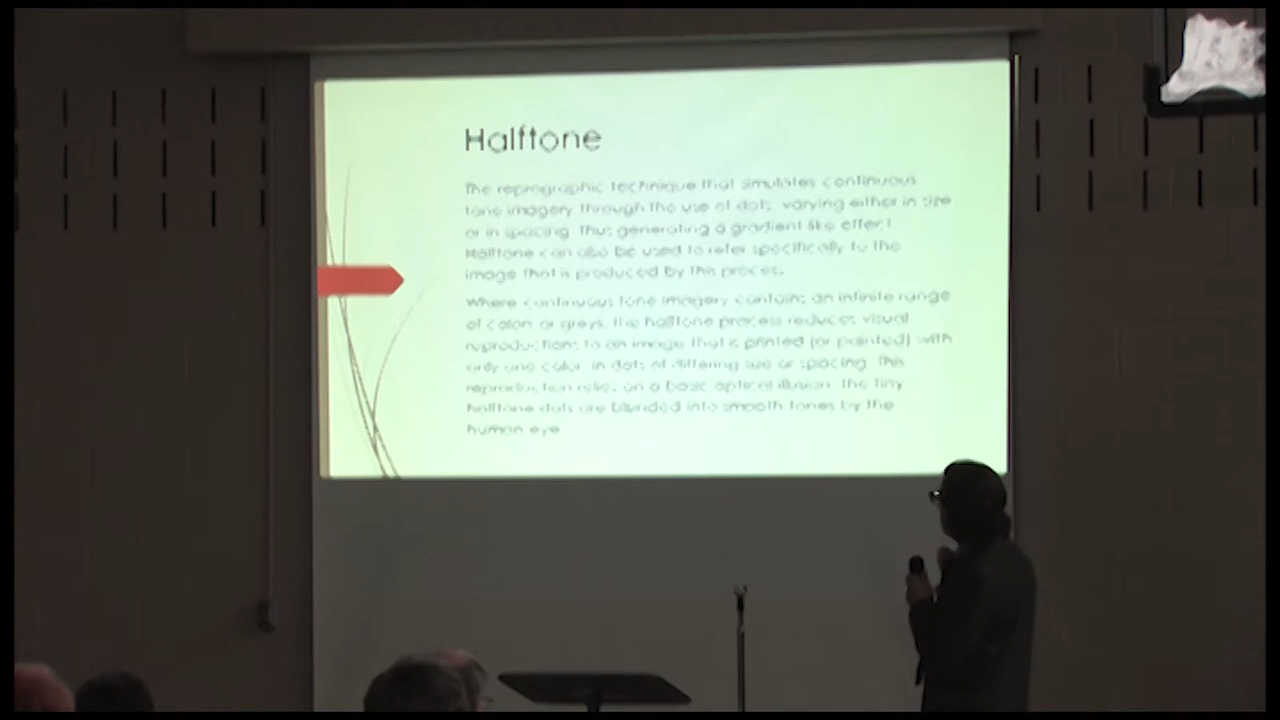 Halftone
The reprographic technique that simulates continuous
tone imagery through the use of dots, varying either in size
or in spacing, thus generating a gradient like effect.
Halftone can also be used to refer specifically to the
image that is produced by this process.
Where continuous tone imagery contains an infinite range
of colors or greys, the halftone process reduces visual
reproductions to an image that is printed (or painted) with
only one color, in dots of differing size or spacing. This
reproduction relies on a basic optical illusion: the tiny
halftone dots are blended into smooth tones by the
human eye